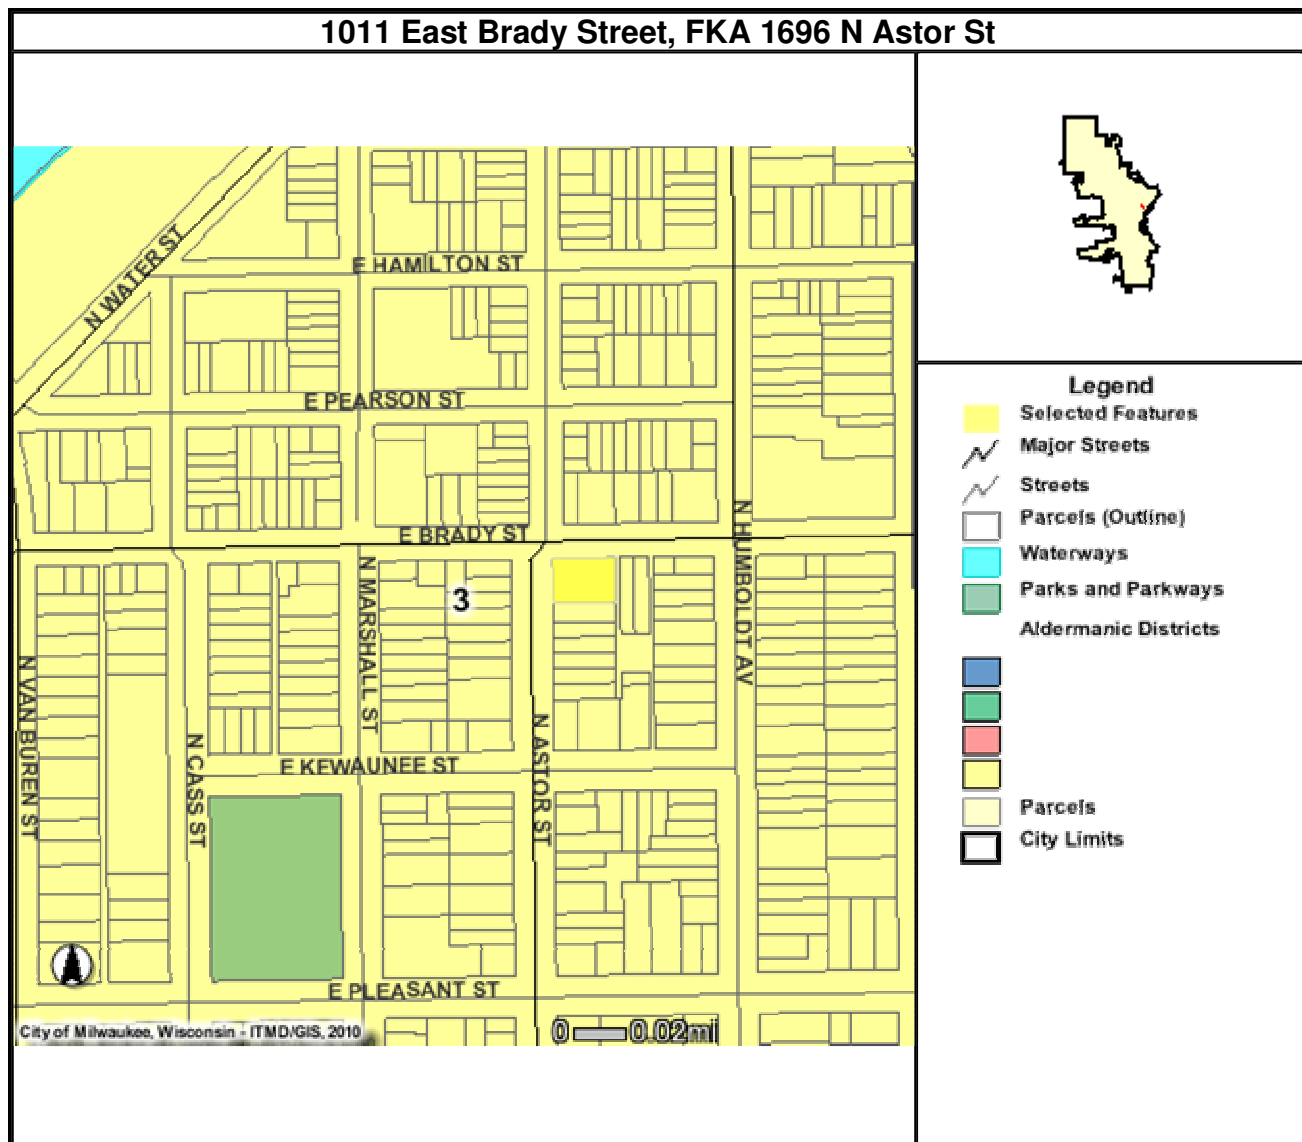 1011 East Brady Street, FKA 1696 N Astor St
N WATER ST
E HAMILTON ST
E PEARSON ST
E BRADY ST
N HUMBOLDT AV
N MARSHALL ST
3
N VAN BUREN ST
N CASS ST
N ASTOR ST
E KEWAUNEE ST
E PLEASANT ST
City of Milwaukee, Wisconsin - ITMD/GIS, 2010
0 0.02mi
Legend
Selected Features
Major Streets
Streets
Parcels (Outline)
Waterways
Parks and Parkways
Aldermanic Districts
Parcels
City Limits